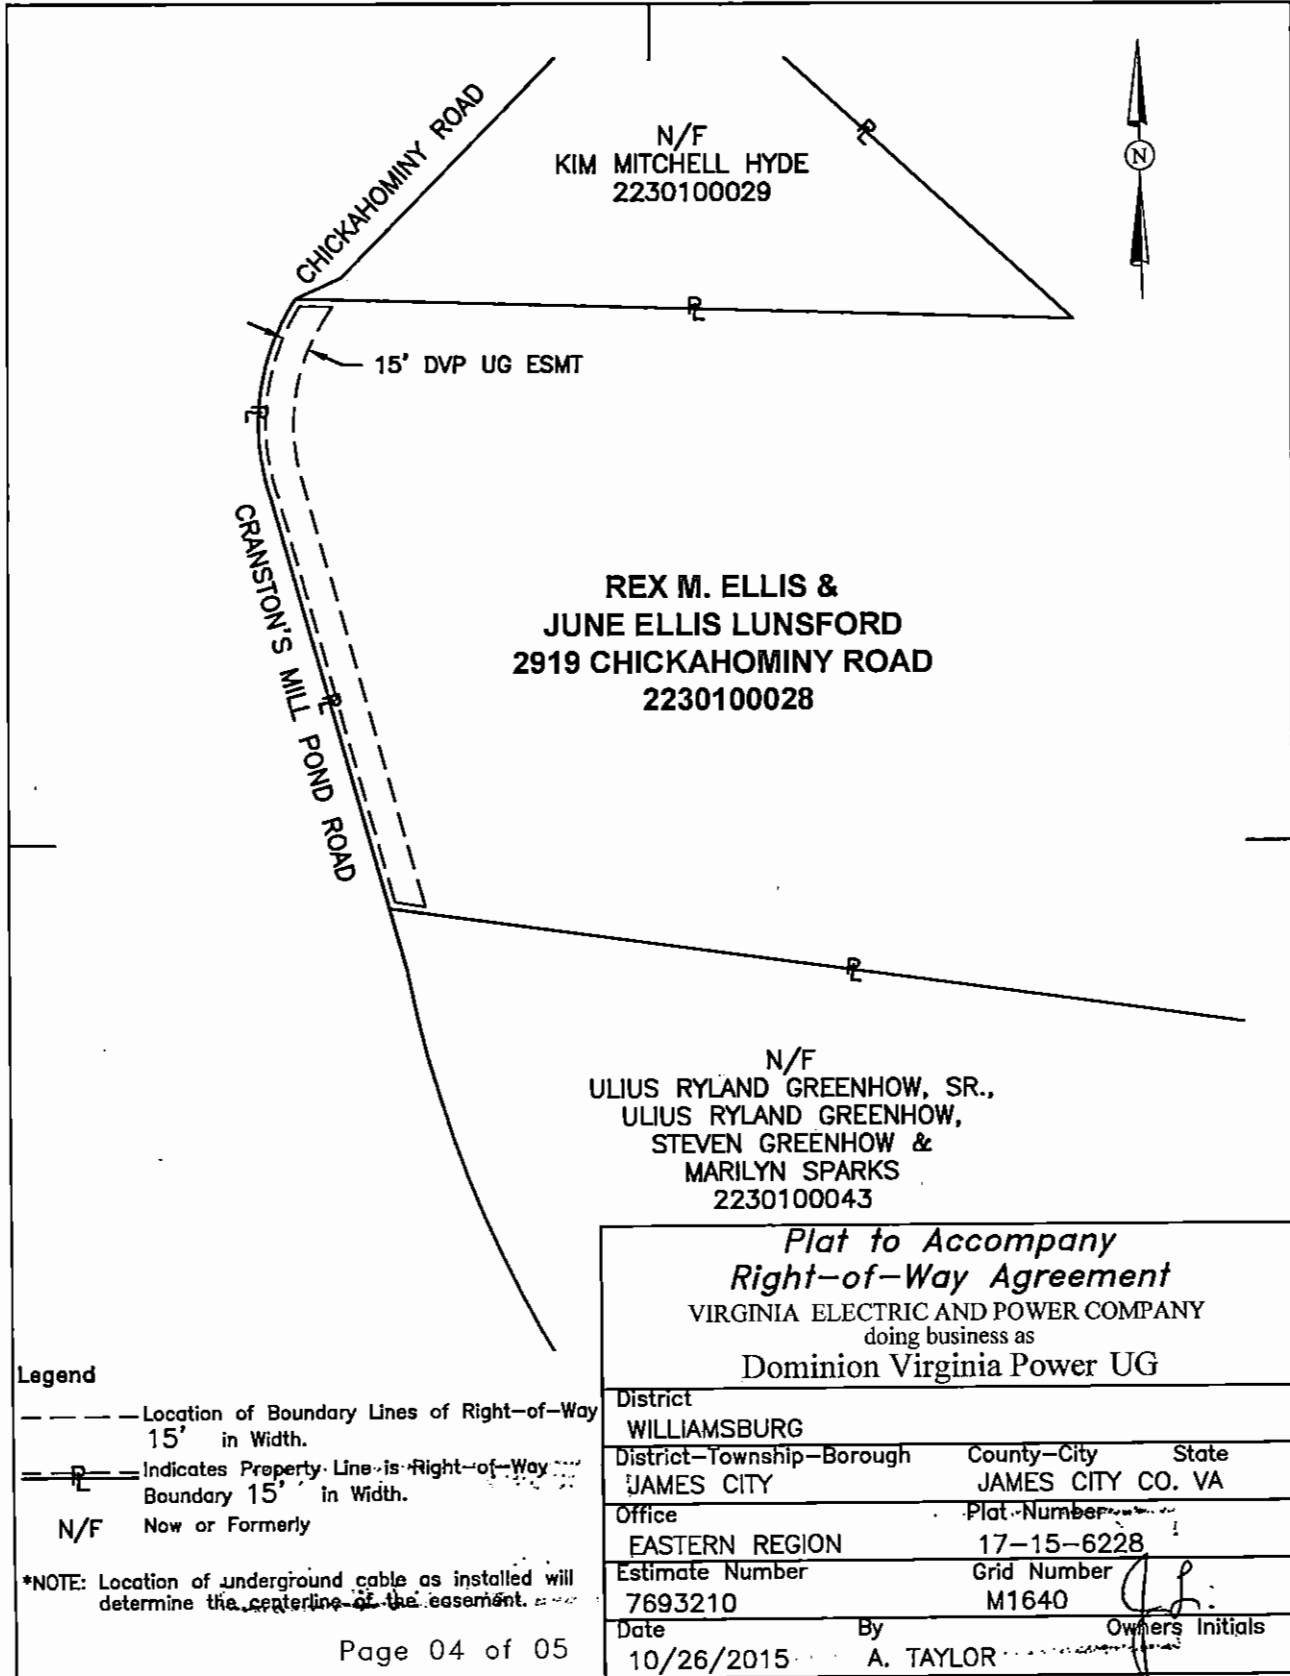 CHICKAHOMINY ROAD
N/F
KIM MITCHELL HYDE
2230100029
PL
N
PL
15' DVP UG ESMT
PL
CRANSTON'S MILL POND ROAD
PL
REX M. ELLIS &
JUNE ELLIS LUNSFORD
2919 CHICKAHOMINY ROAD
2230100028
PL
N/F
ULIUS RYLAND GREENHOW, SR.,
ULIUS RYLAND GREENHOW,
STEVEN GREENHOW &
MARILYN SPARKS
2230100043
Legend
Location of Boundary Lines of Right-of-Way
15' in Width.
PL Indicates Property Line is Right-of-Way
Boundary 15' in Width.
N/F Now or Formerly
*NOTE: Location of underground cable as installed will
determine the centerline of the easement.
Page 04 of 05
Plat to Accompany
Right-of-Way Agreement
VIRGINIA ELECTRIC AND POWER COMPANY
doing business as
Dominion Virginia Power UG
District
WILLIAMSBURG
District-Township-Borough County-City State
JAMES CITY JAMES CITY CO. VA
Office Plat Number
EASTERN REGION 17-15-6228
Estimate Number Grid Number
7693210 M1640
Date By Owners Initials
10/26/2015 A. TAYLOR